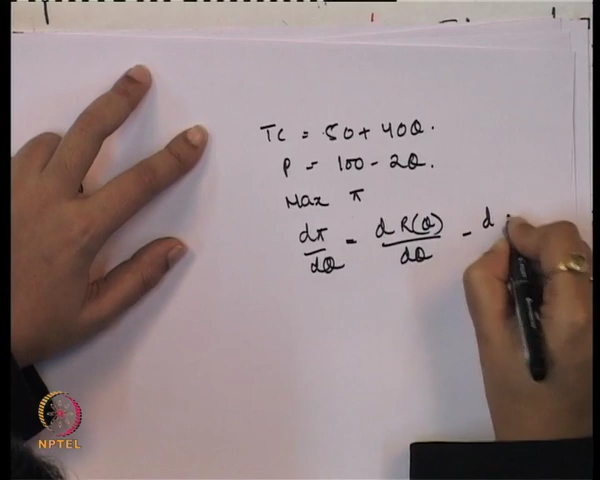 TC = 50 + 40Q.
P = 100 - 2Q.
Max π
dπ/dQ = dR(Q)/dQ - d
NPTEL